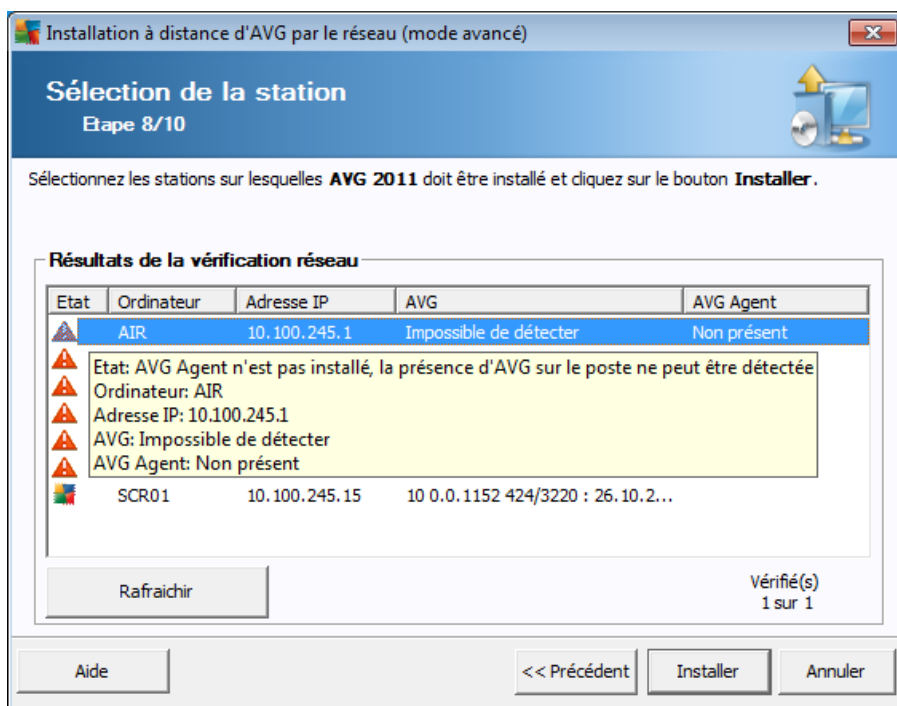 Installation à distance d'AVG par le réseau (mode avancé)
Sélection de la station
Etape 8/10
Sélectionnez les stations sur lesquelles AVG 2011 doit être installé et cliquez sur le bouton Installer.
Résultats de la vérification réseau
Etat Ordinateur Adresse IP AVG AVG Agent
AIR 10.100.245.1 Impossible de détecter Non présent
Etat: AVG Agent n'est pas installé, la présence d'AVG sur le poste ne peut être détectée
Ordinateur: AIR
Adresse IP: 10.100.245.1
AVG: Impossible de détecter
AVG Agent: Non présent
SCR01 10.100.245.15 10 0.0.1152 424/3220 : 26.10.2...
Rafraichir
Vérifié(s)
1 sur 1
Aide
<< Précédent
Installer
Annuler